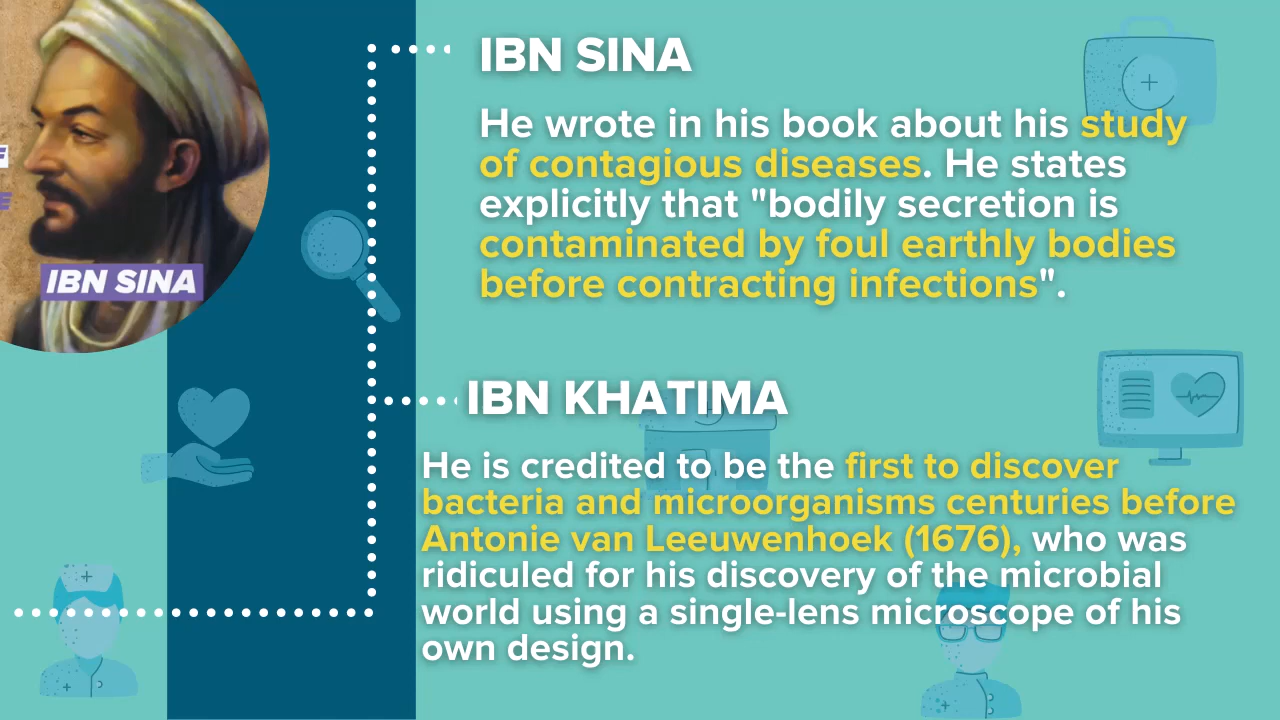 IBN SINA
He wrote in his book about his study
of contagious diseases. He states
explicitly that "bodily secretion is
contaminated by foul earthly bodies
before contracting infections".
IBN SINA
IBN KHATIMA
He is credited to be the first to discover
bacteria and microorganisms centuries before
Antonie van Leeuwenhoek (1676), who was
ridiculed for his discovery of the microbial
world using a single-lens microscope of his
own design.